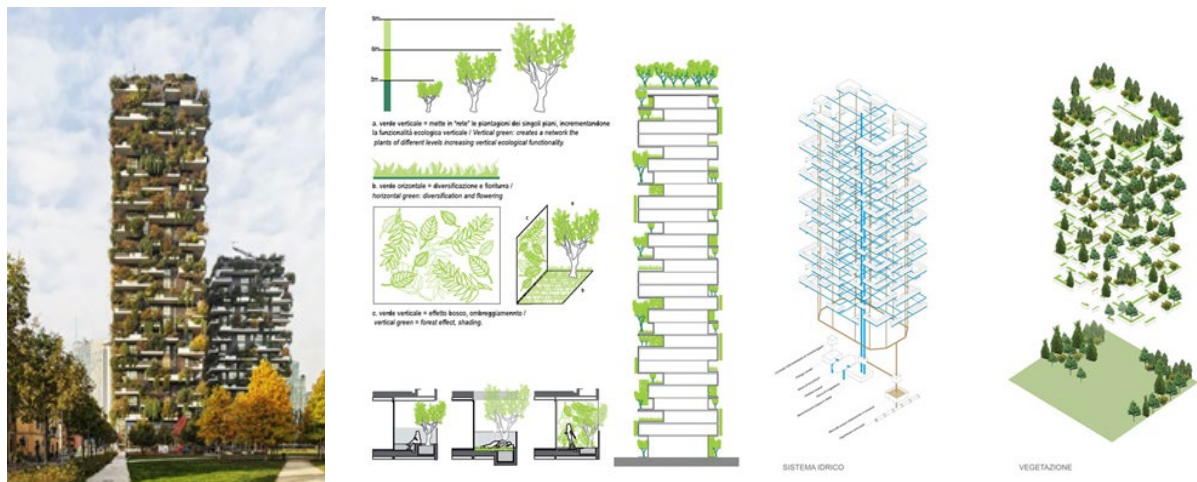 9m
6m
3m
a. verde verticale = mette in "rete" le piantagioni dei singoli piani, incrementandone
la funzionalità ecologica verticale / Vertical green: creates a network the
plants of different levels increasing vertical ecological functionality
b. verde orizontale = diversificazione e fioritura /
horizontal green: diversification and flowering
c
a
b
c. verde verticale = effetto bosco, ombreggiamennto /
vertical green = forest effect, shading.
SISTEMA IDRICO
VEGETAZIONE